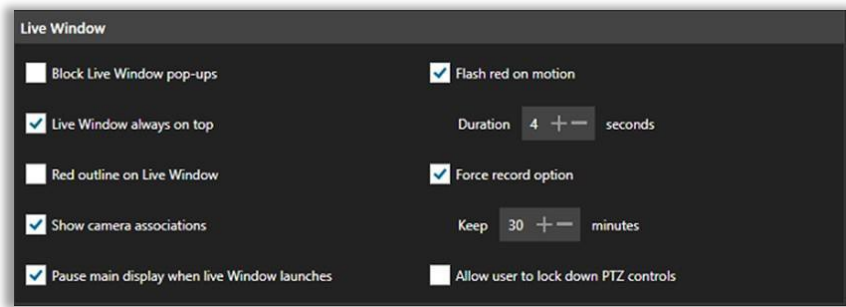 Live Window
Block Live Window pop-ups
Live Window always on top
Red outline on Live Window
Show camera associations
Pause main display when live Window launches
Flash red on motion
Duration 4 seconds
Force record option
Keep 30 minutes
Allow user to lock down PTZ controls